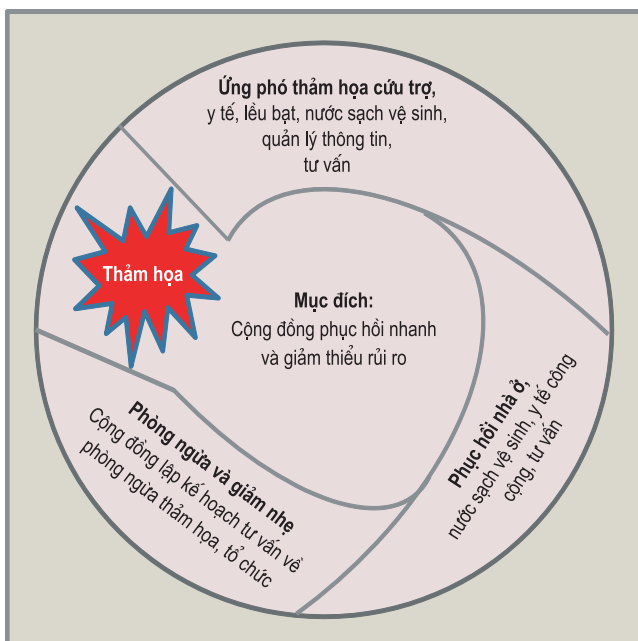 Ứng phó thảm họa cứu trợ,
y tế, lều bạt, nước sạch vệ sinh,
quản lý thông tin,
tư vấn
Thảm họa
Mục đích:
Cộng đồng phục hồi nhanh
và giảm thiểu rủi ro
Phục hồi nhà ở,
nước sạch vệ sinh, y tế công
cộng, tư vấn
Phòng ngừa và giảm nhẹ
Cộng đồng lập kế hoạch tư vấn về
phòng ngừa thảm họa, tổ chức